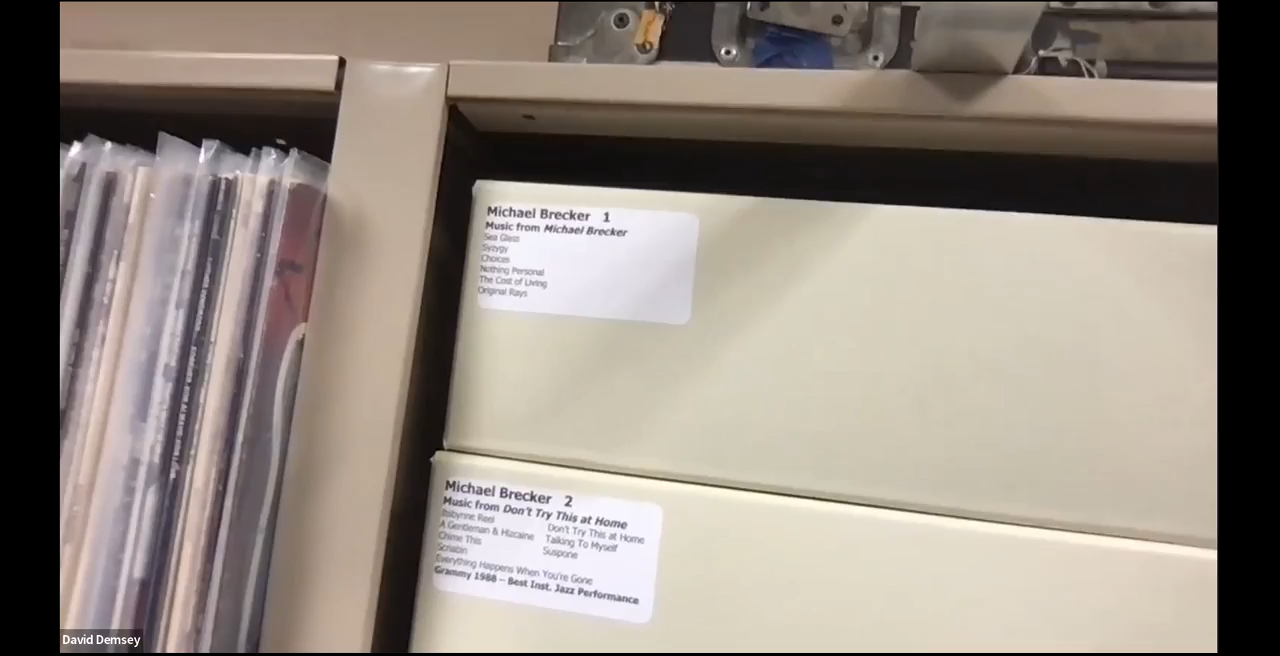 Michael Brecker 1
Music from Michael Brecker
Sea Glass
Syzygy
Choices
Nothing Personal
The Cost of Living
Original Rays
Michael Brecker 2
Music from Don't Try This at Home
Itsbynne Reel
A Gentleman & Hizcaine
Chime This
Scriabin
Everything Happens When You're Gone
Don't Try This at Home
Talking To Myself
Suspone
Grammy 1988 – Best Inst. Jazz Performance
David Demsey